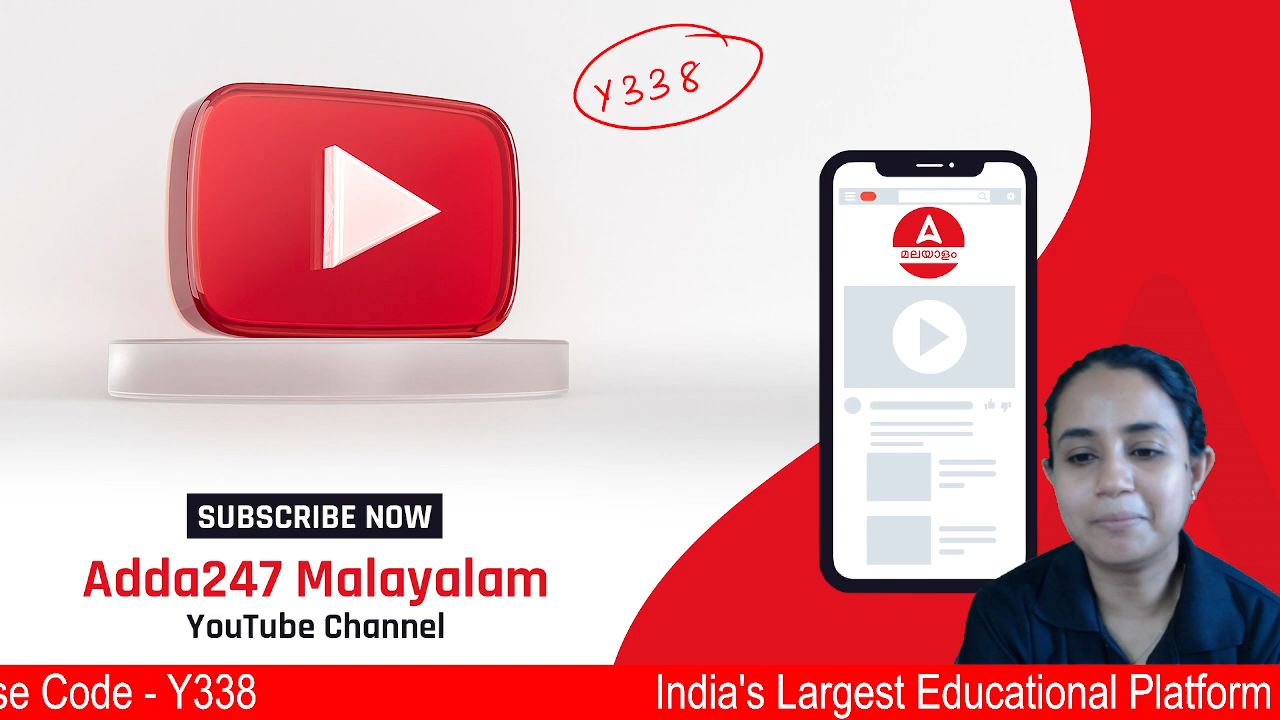 Y338
മലയാളം
SUBSCRIBE NOW
Adda247 Malayalam
YouTube Channel
se Code - Y338
India's Largest Educational Platform